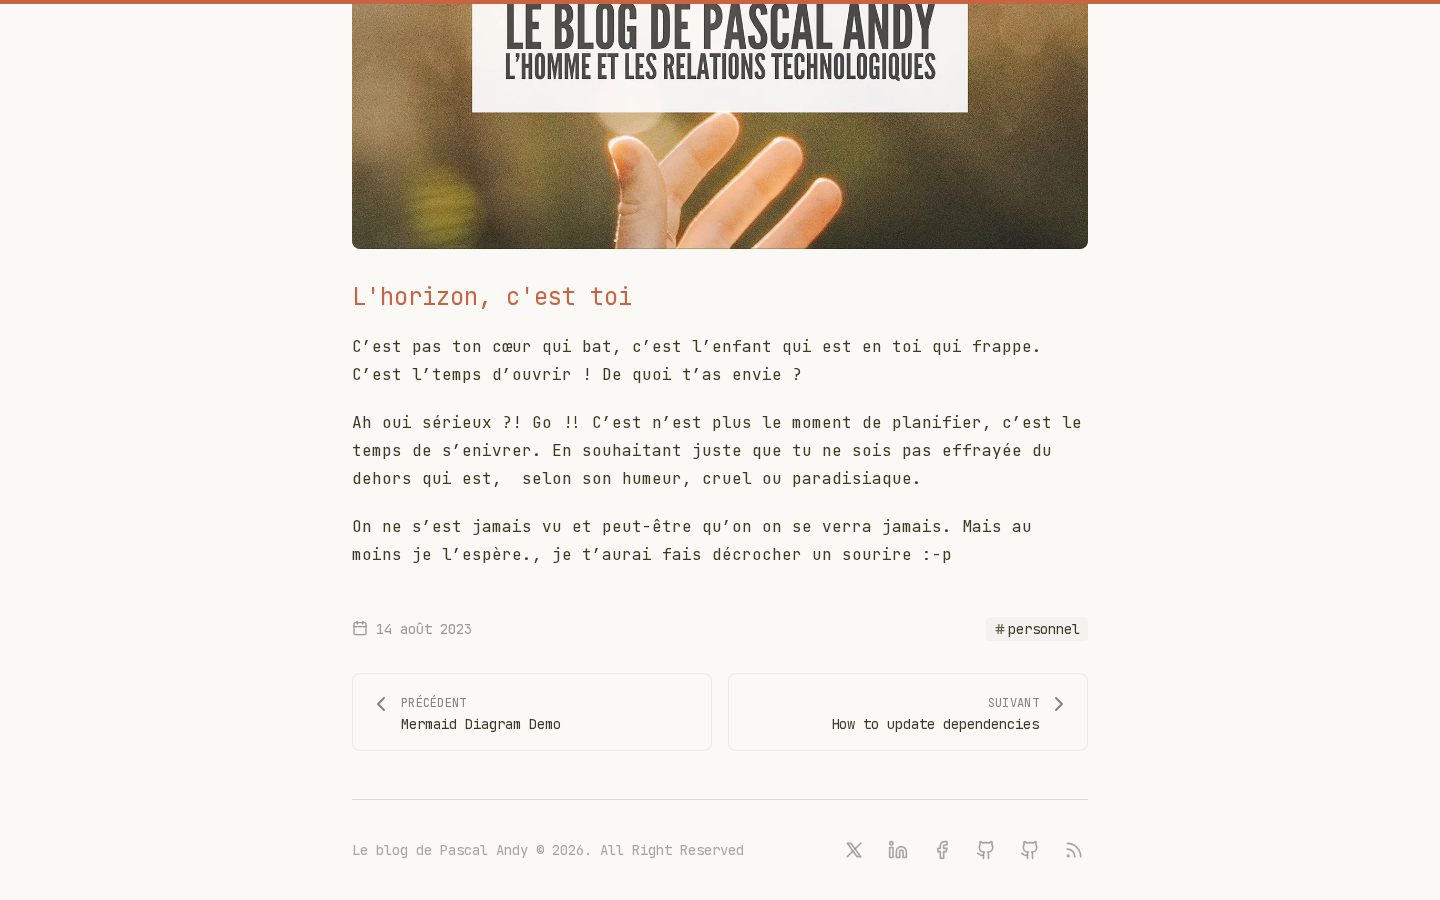 LE BLOG DE PASCAL ANDY
L'HOMME ET LES RELATIONS TECHNOLOGIQUES
L'horizon, c'est toi
C’est pas ton cœur qui bat, c’est l’enfant qui est en toi qui frappe.
C’est l’temps d’ouvrir ! De quoi t’as envie ?
Ah oui sérieux ?! Go !! C’est n’est plus le moment de planifier, c’est le
temps de s’enivrer. En souhaitant juste que tu ne sois pas effrayée du
dehors qui est,  selon son humeur, cruel ou paradisiaque.
On ne s’est jamais vu et peut-être qu’on on se verra jamais. Mais au
moins je l’espère., je t’aurai fais décrocher un sourire :-p
14 août 2023
#personnel
PRÉCÉDENT
Mermaid Diagram Demo
SUIVANT
How to update dependencies
Le blog de Pascal Andy © 2026. All Right Reserved